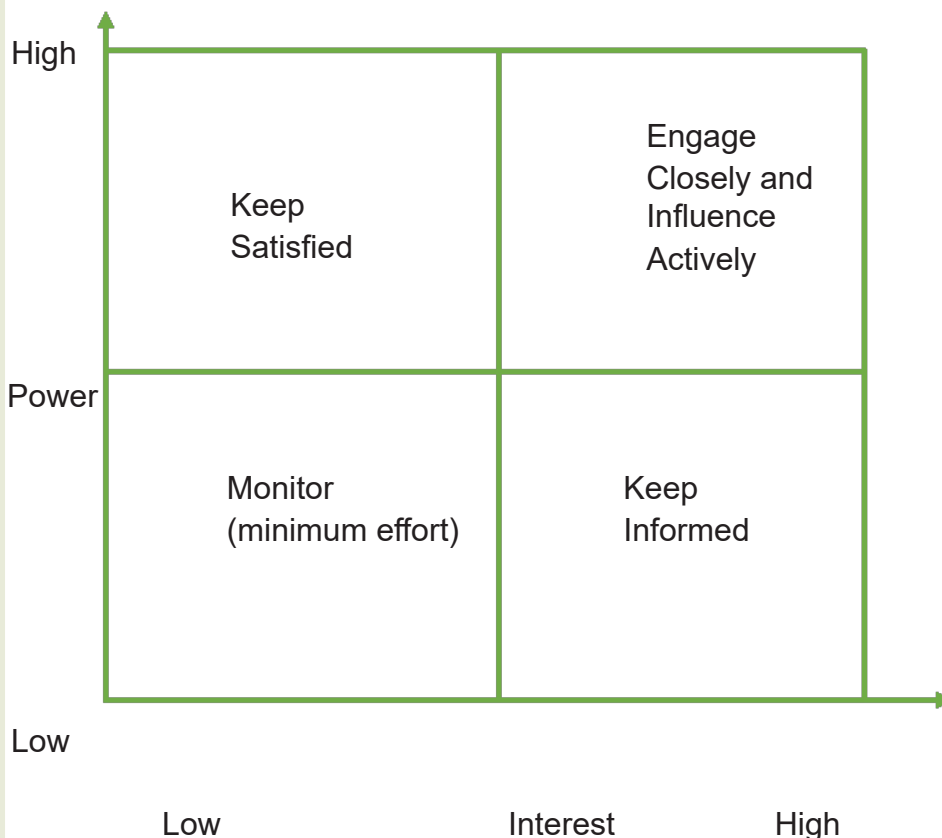 High
Engage
Closely and
Influence
Actively
Keep
Satisfied
Power
Monitor
(minimum effort)
Keep
Informed
Low
Low Interest High